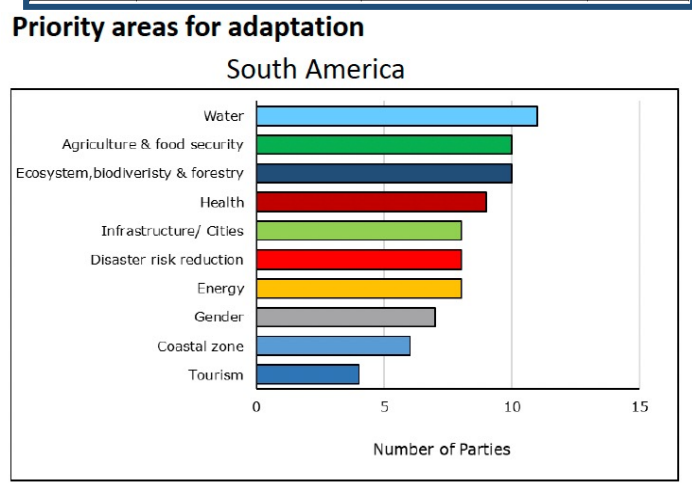 Priority areas for adaptation
South America
Water
Agriculture & food security
Ecosystem,biodiveristy & forestry
Health
Infrastructure/ Cities
Disaster risk reduction
Energy
Gender
Coastal zone
Tourism
0 5 10 15
Number of Parties